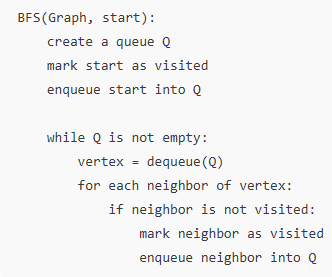 BFS(Graph, start):
    create a queue Q
    mark start as visited
    enqueue start into Q

    while Q is not empty:
        vertex = dequeue(Q)
        for each neighbor of vertex:
            if neighbor is not visited:
                mark neighbor as visited
                enqueue neighbor into Q